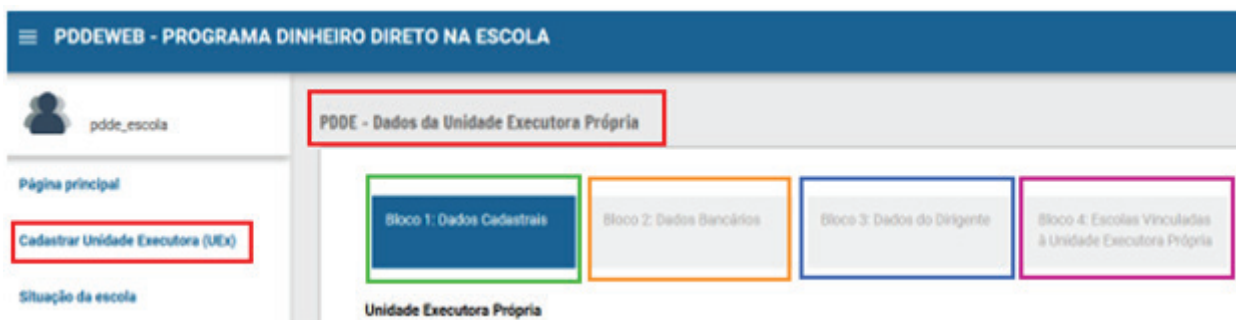 PDDEWEB - PROGRAMA DINHEIRO DIRETO NA ESCOLA
pdde_escola
PDDE - Dados da Unidade Executora Própria
Página principal
Cadastrar Unidade Executora (UEx)
Situação da escola
Bloco 1: Dados Cadastrais
Bloco 2: Dados Bancários
Bloco 3: Dados do Dirigente
Bloco 4: Escolas Vinculadas
à Unidade Executora Própria
Unidade Executora Própria